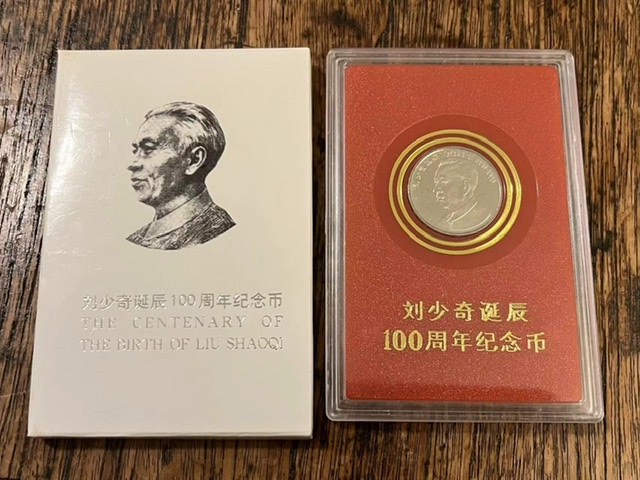 刘少奇诞辰100周年纪念币
THE CENTENARY OF
THE BIRTH OF LIU SHAOQI
刘少奇诞辰
100周年纪念币